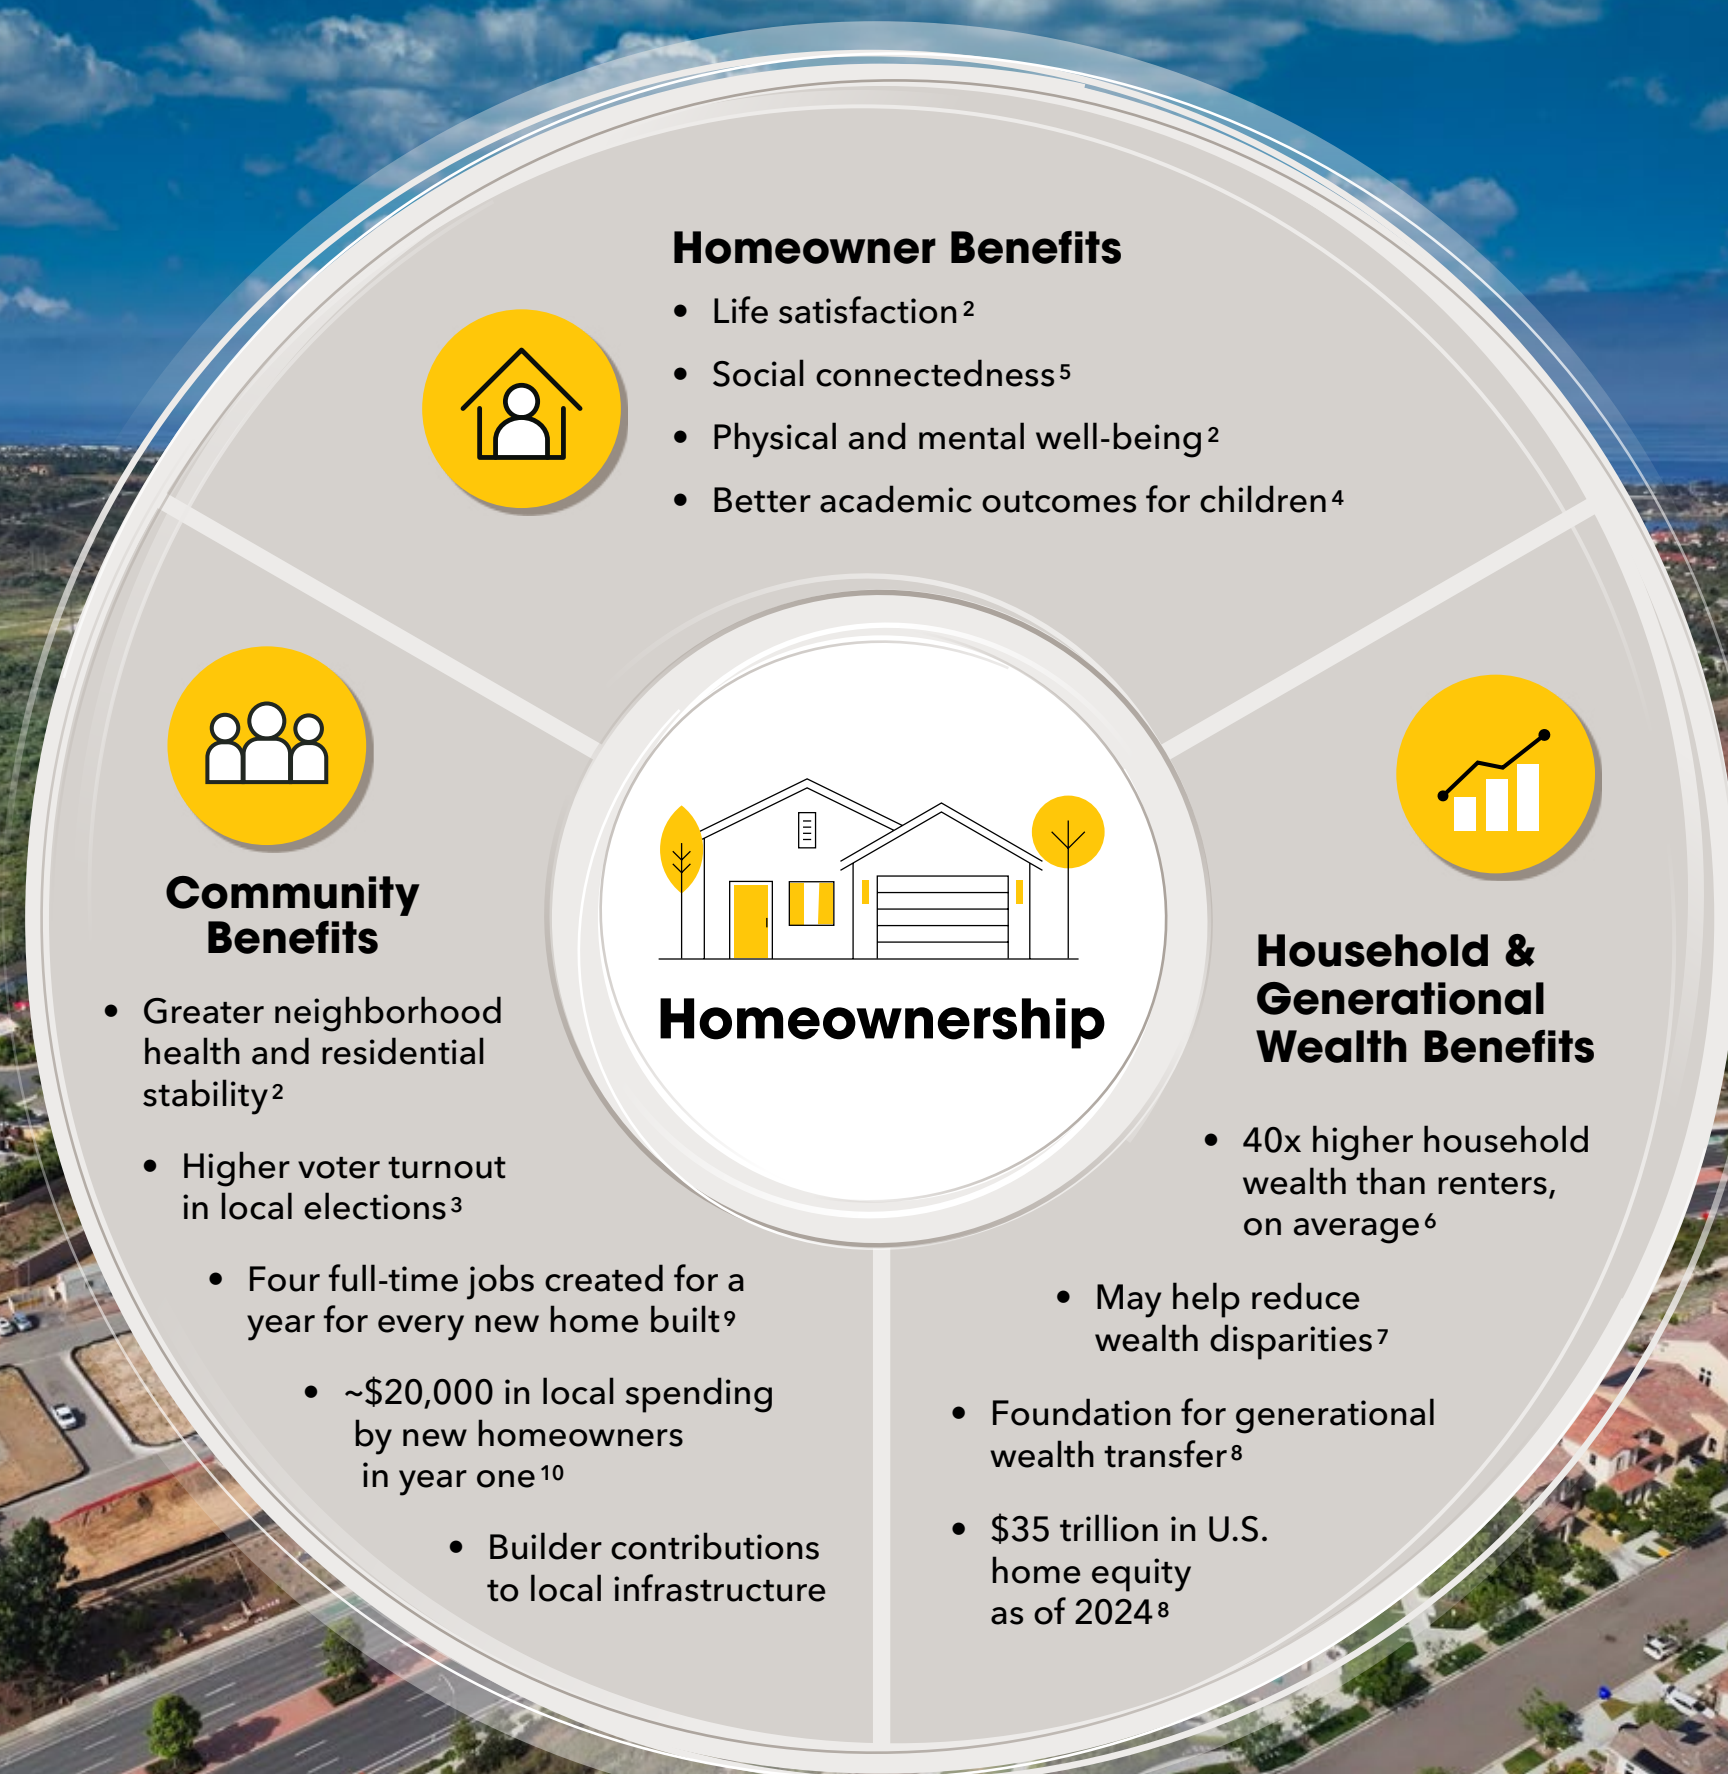 Homeowner Benefits
• Life satisfaction²
• Social connectedness⁵
• Physical and mental well-being²
• Better academic outcomes for children⁴
Community
Benefits
• Greater neighborhood
health and residential
stability²
• Higher voter turnout
in local elections³
• Four full-time jobs created for a
year for every new home built⁹
• ~$20,000 in local spending
by new homeowners
in year one¹⁰
• Builder contributions
to local infrastructure
Homeownership
Household &
Generational
Wealth Benefits
• 40x higher household
wealth than renters,
on average⁶
• May help reduce
wealth disparities⁷
• Foundation for generational
wealth transfer⁸
• $35 trillion in U.S.
home equity
as of 2024⁸